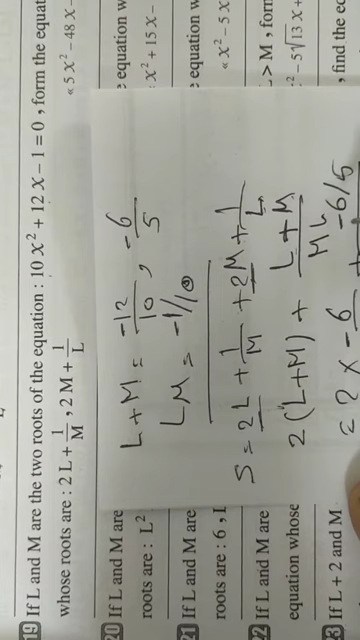 19 If L and M are the two roots of the equation : 10 X² + 12 X – 1 = 0 , form the equat
whose roots are : 2 L + 1/M , 2 M + 1/L
« 5 X² – 48 X –
20 If L and M are
e equation w
roots are : L²
X² + 15 X –
21 If L and M are
e equation w
roots are : 6 , L
« X² – 5 X
22 If L and M are
L > M , form
equation whose
² – 5√13 X +
23 If L + 2 and M
, find the eq
L + M = -12/10 , -6/5
LM = -1/10
S = 2L + 1/M + 2M + 1/L
2(L+M) + L+M/ML
= 2 × -6/ + -6/5